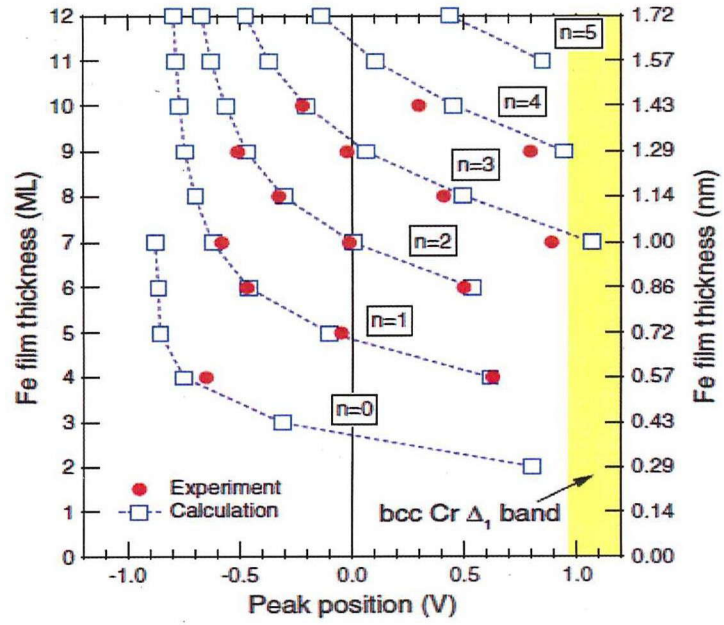 Fe film thickness (ML)
12
11
10
9
8
7
6
5
4
3
2
1
0
n=5
n=4
n=3
n=2
n=1
n=0
Experiment
Calculation
bcc Cr Δ₁ band
1.72
1.57
1.43
1.29
1.14
1.00
0.86
0.72
0.57
0.43
0.29
0.14
0.00
Fe film thickness (nm)
-1.0 -0.5 0.0 0.5 1.0
Peak position (V)